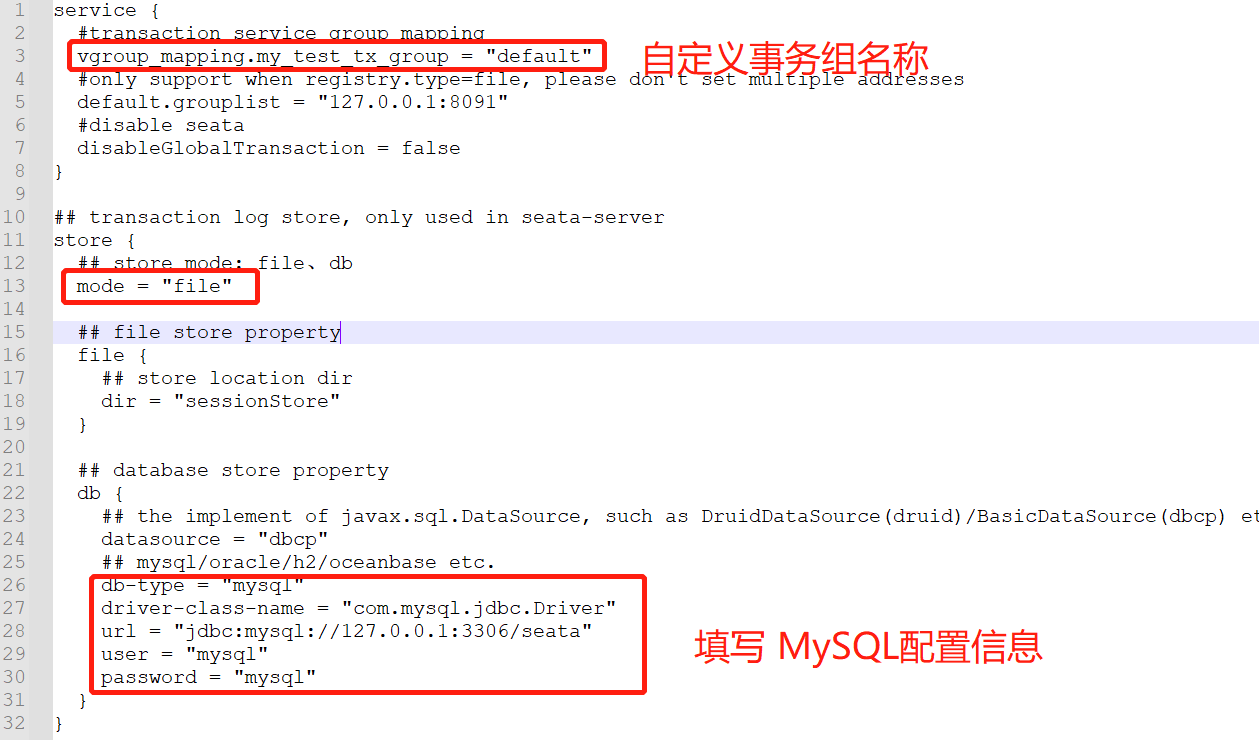 1 service {
2 #transaction service group mapping
3 vgroup_mapping.my_test_tx_group = "default"
自定义事务组名称
4 #only support when registry.type=file, please don't set multiple addresses
5 default.grouplist = "127.0.0.1:8091"
6 #disable seata
7 disableGlobalTransaction = false
8 }
9
10 ## transaction log store, only used in seata-server
11 store {
12 ## store mode: file、db
13 mode = "file"
14
15 ## file store property
16 file {
17 ## store location dir
18 dir = "sessionStore"
19 }
20
21 ## database store property
22 db {
23 ## the implement of javax.sql.DataSource, such as DruidDataSource(druid)/BasicDataSource(dbcp) et
24 datasource = "dbcp"
25 ## mysql/oracle/h2/oceanbase etc.
26 db-type = "mysql"
27 driver-class-name = "com.mysql.jdbc.Driver"
28 url = "jdbc:mysql://127.0.0.1:3306/seata"
29 user = "mysql"
填写 MySQL配置信息
30 password = "mysql"
31 }
32 }